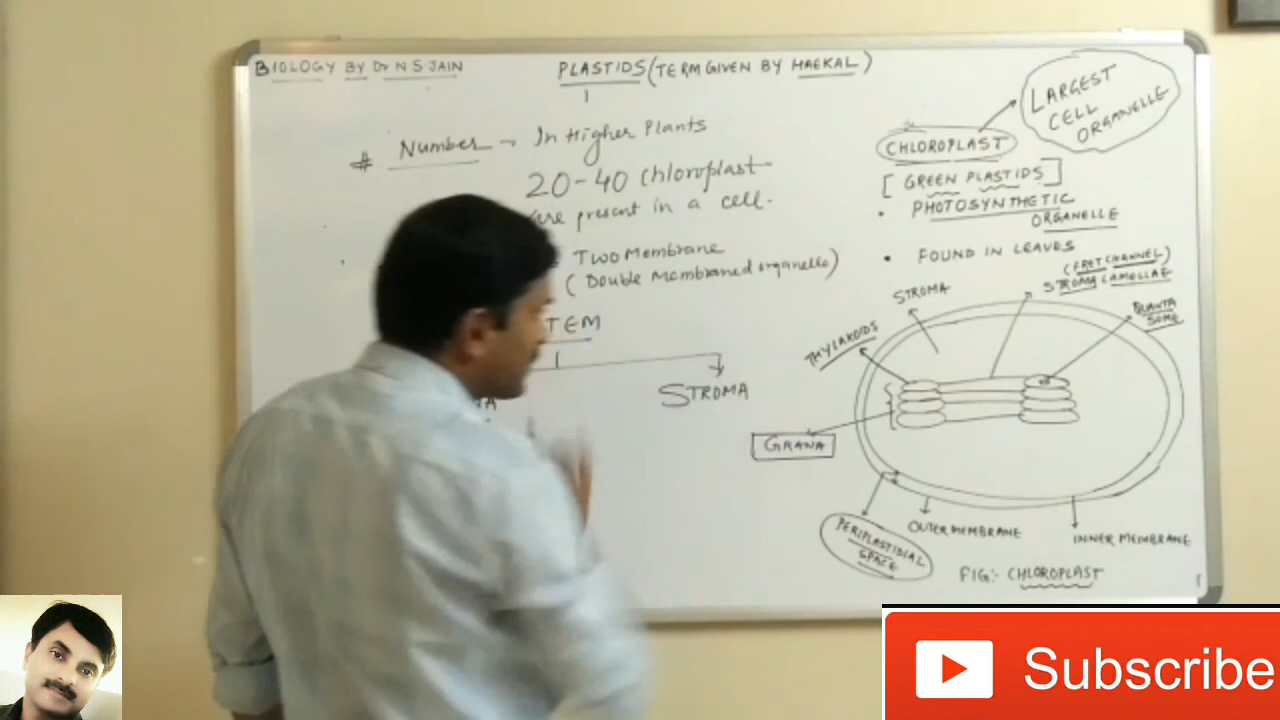 BIOLOGY BY Dr N.S.JAIN
PLASTIDS (TERM GIVEN BY HAEKAL)
# Number - In Higher Plants
20-40 chloroplast
are present in a cell.
Two Membrane
(Double Membraned organelle)
TEM
STROMA
LARGEST
CELL
ORGANELLE
CHLOROPLAST
[GREEN PLASTIDS]
• PHOTOSYNTHETIC
ORGANELLE
• FOUND IN LEAVES
(FRET CHANNEL)
STROMA LAMELLAE
STROMA
QUANTA
SOME
THYLAKOIDS
GRANA
PERIPLASTIDIAL
SPACE
OUTER MEMBRANE
INNER MEMBRANE
FIG:- CHLOROPLAST
Subscribe